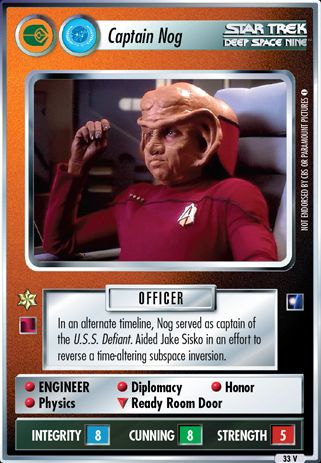 Captain Nog
STAR TREK
DEEP SPACE NINE
NOT ENDORSED BY CBS OR PARAMOUNT PICTURES
OFFICER
In an alternate timeline, Nog served as captain of
the U.S.S. Defiant. Aided Jake Sisko in an effort to
reverse a time-altering subspace inversion.
ENGINEER Diplomacy Honor
Physics Ready Room Door
INTEGRITY 8 CUNNING 8 STRENGTH 5
33 V